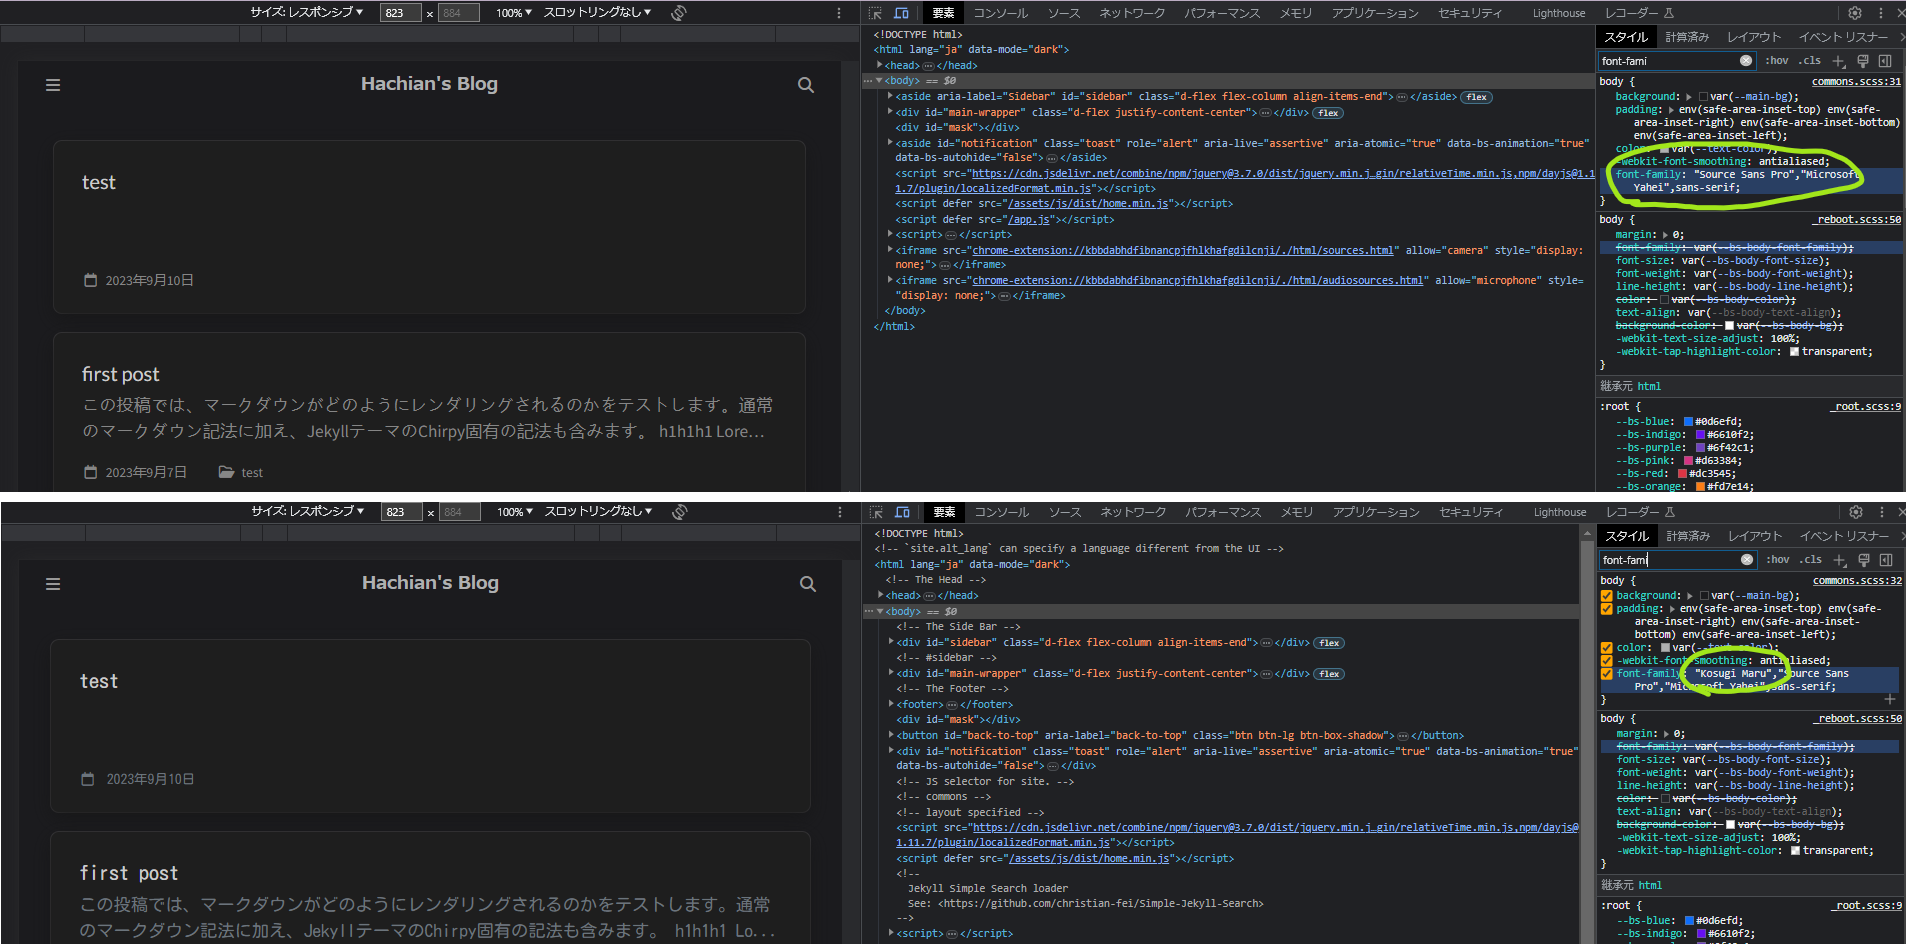 サイズ: レスポンシブ ▼ 823 × 884 100% ▼ スロットリングなし ▼
Hachian's Blog
test
2023年9月10日
first post
この投稿では、マークダウンがどのようにレンダリングされるのかをテストします。通常
のマークダウン記法に加え、JekyllテーマのChirpy固有の記法も含みます。 h1h1h1 Lore...
2023年9月7日 test
要素 コンソール ソース ネットワーク パフォーマンス メモリ アプリケーション セキュリティ Lighthouse レコーダー
<!DOCTYPE html>
<html lang="ja" data-mode="dark">
<head> ⋯ </head>
<body> == $0
<aside aria-label="Sidebar" id="sidebar" class="d-flex flex-column align-items-end"> ⋯ </aside> flex
<div id="main-wrapper" class="d-flex justify-content-center"> ⋯ </div> flex
<div id="mask"></div>
<aside id="notification" class="toast" role="alert" aria-live="assertive" aria-atomic="true" data-bs-animation="true"
data-bs-autohide="false"> ⋯ </aside>
<script src="https://cdn.jsdelivr.net/combine/npm/jquery@3.7.0/dist/jquery.min.j…gin/relativeTime.min.js,npm/dayjs@1.1
1.7/plugin/localizedFormat.min.js"></script>
<script defer src="/assets/js/dist/home.min.js"></script>
<script defer src="/app.js"></script>
<script> ⋯ </script>
<iframe src="chrome-extension://kbbdabhdfibnancpjfhlkhafgdilcnji/./html/sources.html" allow="camera" style="display:
none;"> ⋯ </iframe>
<iframe src="chrome-extension://kbbdabhdfibnancpjfhlkhafgdilcnji/./html/audiosources.html" allow="microphone" style=
"display: none;"> ⋯ </iframe>
</body>
</html>
スタイル 計算済み レイアウト イベント リスナー
font-fami :hov .cls
body { commons.scss:31
background: var(--main-bg);
padding: env(safe-area-inset-top) env(safe-
area-inset-right) env(safe-area-inset-bottom)
env(safe-area-inset-left);
color: var(--text-color);
-webkit-font-smoothing: antialiased;
font-family: "Source Sans Pro","Microsoft
Yahei",sans-serif;
}
body { _reboot.scss:50
margin: 0;
font-family: var(--bs-body-font-family);
font-size: var(--bs-body-font-size);
font-weight: var(--bs-body-font-weight);
line-height: var(--bs-body-line-height);
color: var(--bs-body-color);
text-align: var(--bs-body-text-align);
background-color: var(--bs-body-bg);
-webkit-text-size-adjust: 100%;
-webkit-tap-highlight-color: transparent;
}
継承元 html
:root { _root.scss:9
--bs-blue: #0d6efd;
--bs-indigo: #6610f2;
--bs-purple: #6f42c1;
--bs-pink: #d63384;
--bs-red: #dc3545;
--bs-orange: #fd7e14;
サイズ: レスポンシブ ▼ 823 × 884 100% ▼ スロットリングなし ▼
Hachian's Blog
test
2023年9月10日
first post
この投稿では、マークダウンがどのようにレンダリングされるのかをテストします。通常
のマークダウン記法に加え、JekyllテーマのChirpy固有の記法も含みます。 h1h1h1 Lo...
要素 コンソール ソース ネットワーク パフォーマンス メモリ アプリケーション セキュリティ Lighthouse レコーダー
<!DOCTYPE html>
<!-- `site.alt_lang` can specify a language different from the UI -->
<html lang="ja" data-mode="dark">
<!-- The Head -->
<head> ⋯ </head>
<body> == $0
<!-- The Side Bar -->
<div id="sidebar" class="d-flex flex-column align-items-end"> ⋯ </div> flex
<!-- #sidebar -->
<div id="main-wrapper" class="d-flex justify-content-center"> ⋯ </div> flex
<!-- The Footer -->
<footer> ⋯ </footer>
<div id="mask"></div>
<button id="back-to-top" aria-label="back-to-top" class="btn btn-lg btn-box-shadow"> ⋯ </button>
<div id="notification" class="toast" role="alert" aria-live="assertive" aria-atomic="true" data-bs-animation="true"
data-bs-autohide="false"> ⋯ </div>
<!-- JS selector for site. -->
<!-- commons -->
<!-- layout specified -->
<script src="https://cdn.jsdelivr.net/combine/npm/jquery@3.7.0/dist/jquery.min.j…gin/relativeTime.min.js,npm/dayjs@
1.11.7/plugin/localizedFormat.min.js"></script>
<script defer src="/assets/js/dist/home.min.js"></script>
<!--
Jekyll Simple Search loader
See: <https://github.com/christian-fei/Simple-Jekyll-Search>
-->
<script> ⋯ </script>
スタイル 計算済み レイアウト イベント リスナー
font-fami :hov .cls
body { commons.scss:32
background: var(--main-bg);
padding: env(safe-area-inset-top) env(safe-
area-inset-right) env(safe-area-inset-
bottom) env(safe-area-inset-left);
color: var(--text-color);
-webkit-font-smoothing: antialiased;
font-family: "Kosugi Maru","Source Sans
Pro","Microsoft Yahei",sans-serif;
}
body { _reboot.scss:50
margin: 0;
font-family: var(--bs-body-font-family);
font-size: var(--bs-body-font-size);
font-weight: var(--bs-body-font-weight);
line-height: var(--bs-body-line-height);
color: var(--bs-body-color);
text-align: var(--bs-body-text-align);
background-color: var(--bs-body-bg);
-webkit-text-size-adjust: 100%;
-webkit-tap-highlight-color: transparent;
}
継承元 html
:root { _root.scss:9
--bs-blue: #0d6efd;
--bs-indigo: #6610f2;